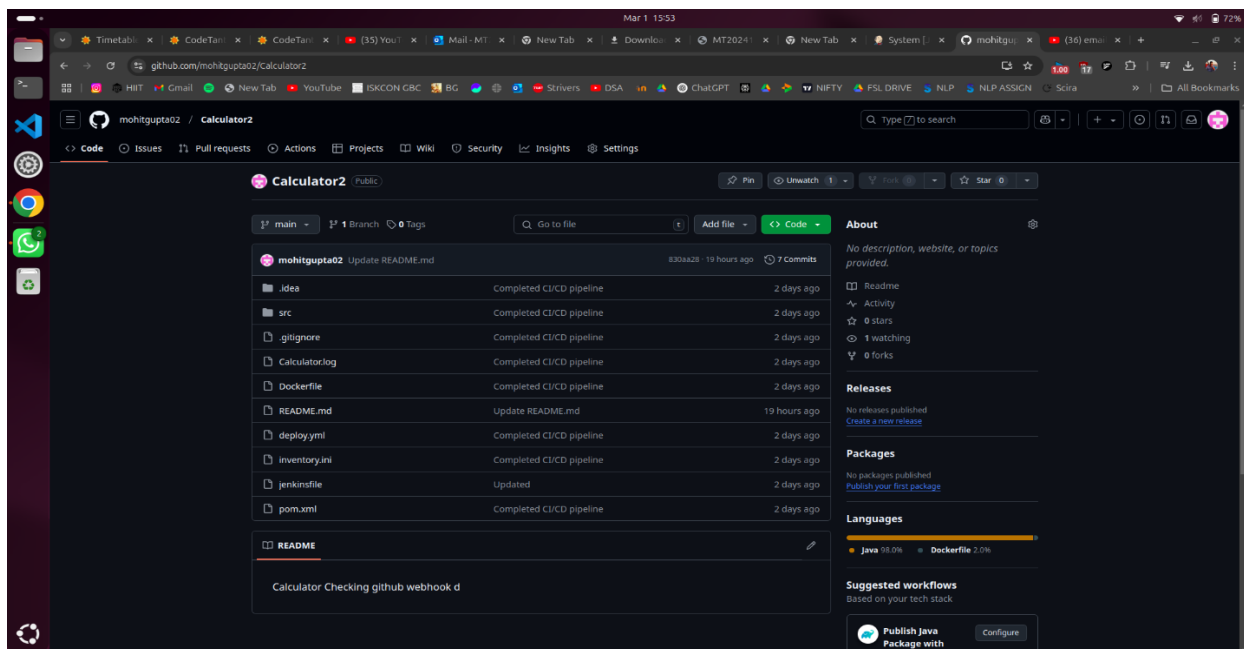 Mar 1 15:53
72%
Timetable CodeTant CodeTant (35) YouT Mail - MT New Tab Downloa MT20241 New Tab System [ mohitgup (36) emai
github.com/mohitgupta02/Calculator2
1.00 17
HIIT Gmail New Tab YouTube ISKCON GBC BG Strivers DSA ChatGPT NIFTY FSL DRIVE NLP NLP ASSIGN Scira » All Bookmarks
mohitgupta02 / Calculator2
Type / to search
<> Code Issues Pull requests Actions Projects Wiki Security Insights Settings
Calculator2 Public
Pin Unwatch 1 Fork 0 Star 0
main 1 Branch 0 Tags Go to file t Add file <> Code
mohitgupta02 Update README.md 830aa28 · 19 hours ago 7 Commits
.idea Completed CI/CD pipeline 2 days ago
src Completed CI/CD pipeline 2 days ago
.gitignore Completed CI/CD pipeline 2 days ago
Calculator.log Completed CI/CD pipeline 2 days ago
Dockerfile Completed CI/CD pipeline 2 days ago
README.md Update README.md 19 hours ago
deploy.yml Completed CI/CD pipeline 2 days ago
inventory.ini Completed CI/CD pipeline 2 days ago
jenkinsfile Updated 2 days ago
pom.xml Completed CI/CD pipeline 2 days ago
README
Calculator Checking github webhook d
About
No description, website, or topics
provided.
Readme
Activity
0 stars
1 watching
0 forks
Releases
No releases published
Create a new release
Packages
No packages published
Publish your first package
Languages
Java 98.0% Dockerfile 2.0%
Suggested workflows
Based on your tech stack
Publish Java
Package with
Configure
2